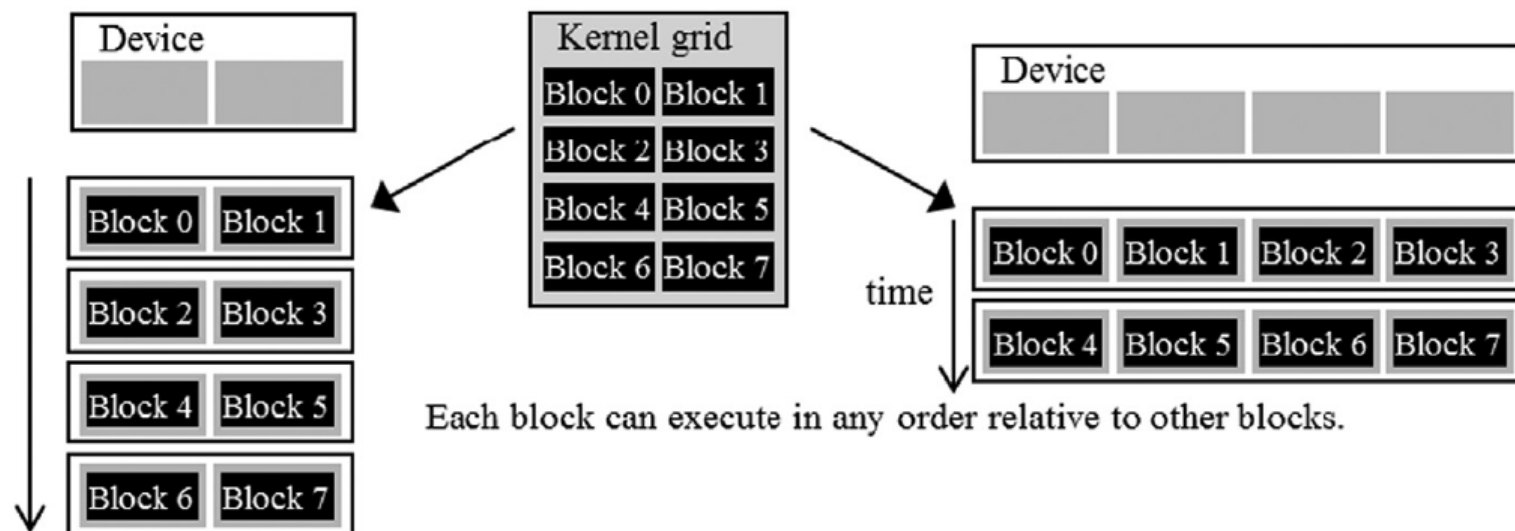 Device
Block 0 Block 1
Block 2 Block 3
Block 4 Block 5
Block 6 Block 7
Kernel grid
Block 0 Block 1
Block 2 Block 3
Block 4 Block 5
Block 6 Block 7
Device
time
Block 0 Block 1 Block 2 Block 3
Block 4 Block 5 Block 6 Block 7
Each block can execute in any order relative to other blocks.